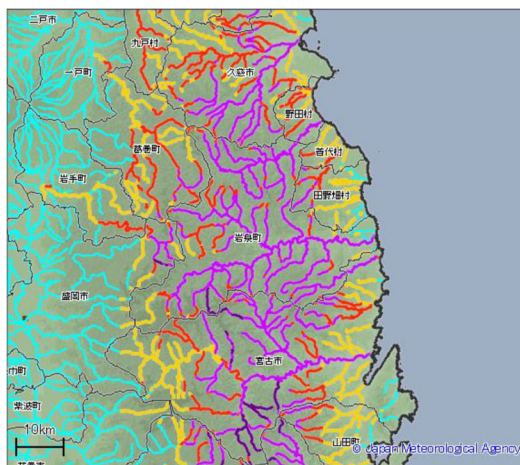 二戸市
九戸村
一戸町
久慈市
野田村
葛巻町
普代村
岩手町
田野畑村
岩泉町
盛岡市
宮古市
紫波町
10km
山田町
© Japan Meteorological Agency